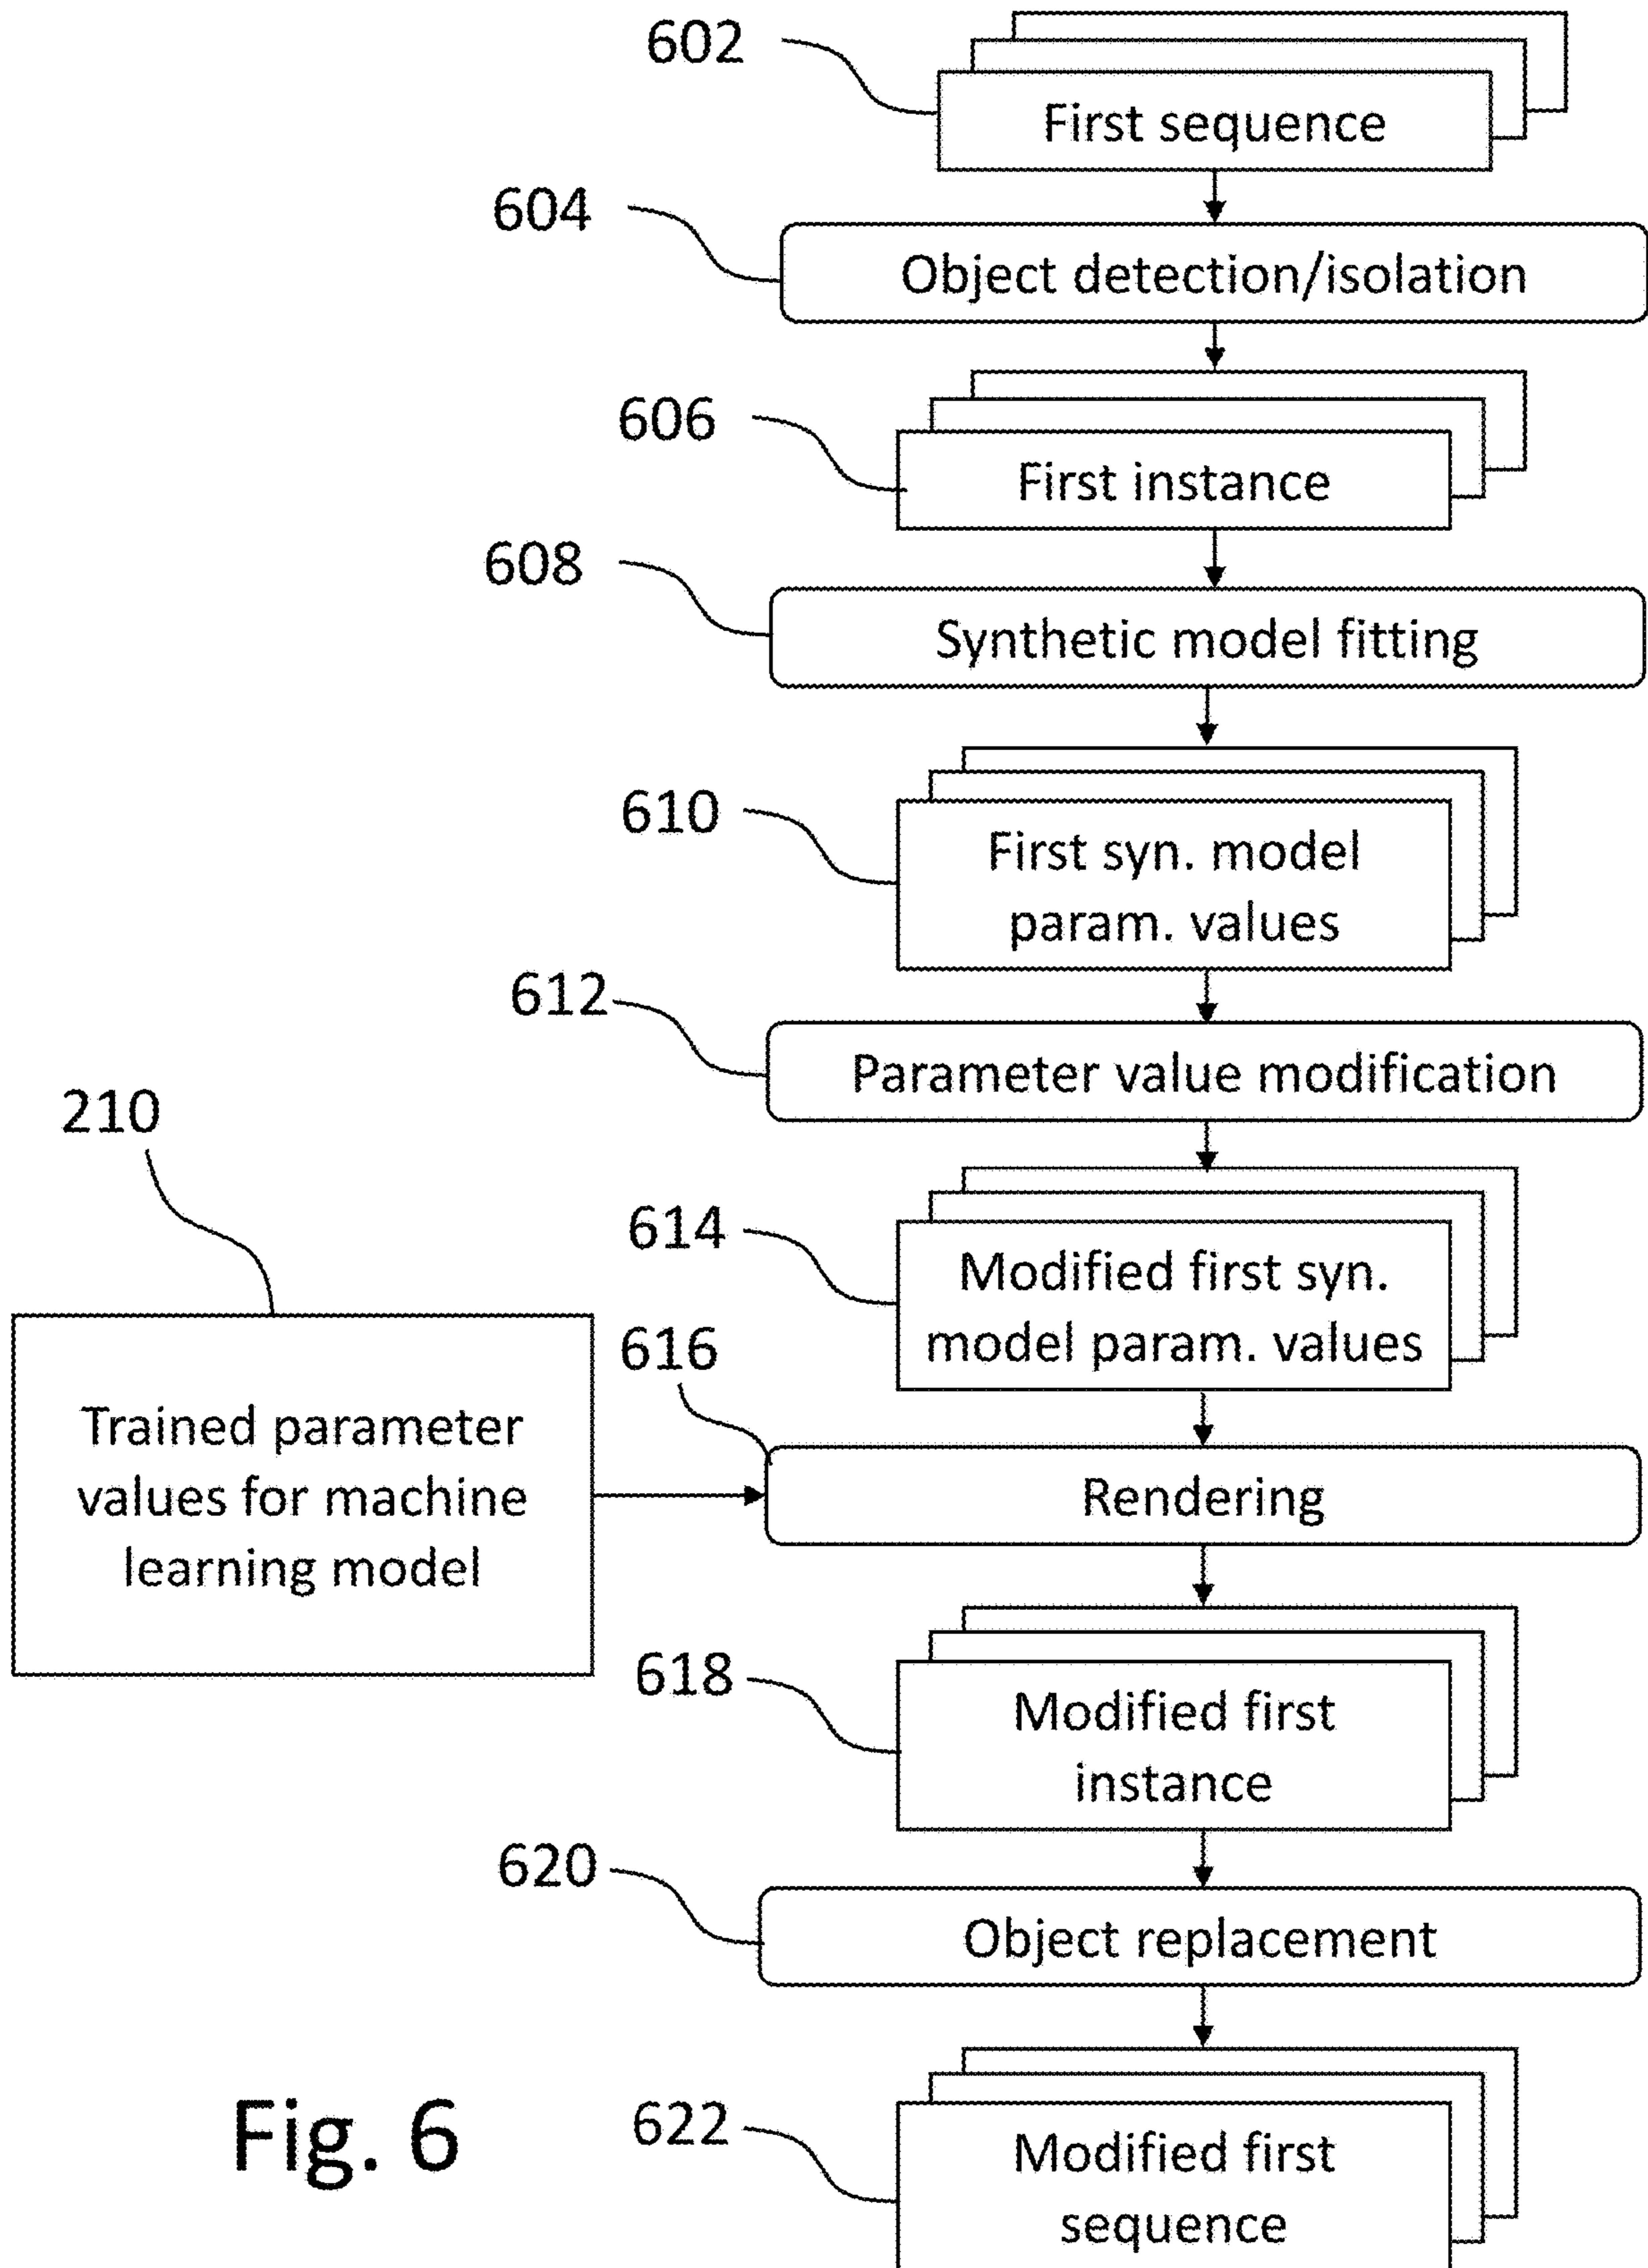 602
First sequence
604
Object detection/isolation
606
First instance
608
Synthetic model fitting
610
First syn. model
param. values
612
Parameter value modification
210
614
Modified first syn.
model param. values
616
Trained parameter
values for machine
learning model
Rendering
618
Modified first
instance
620
Object replacement
Fig. 6
622
Modified first
sequence